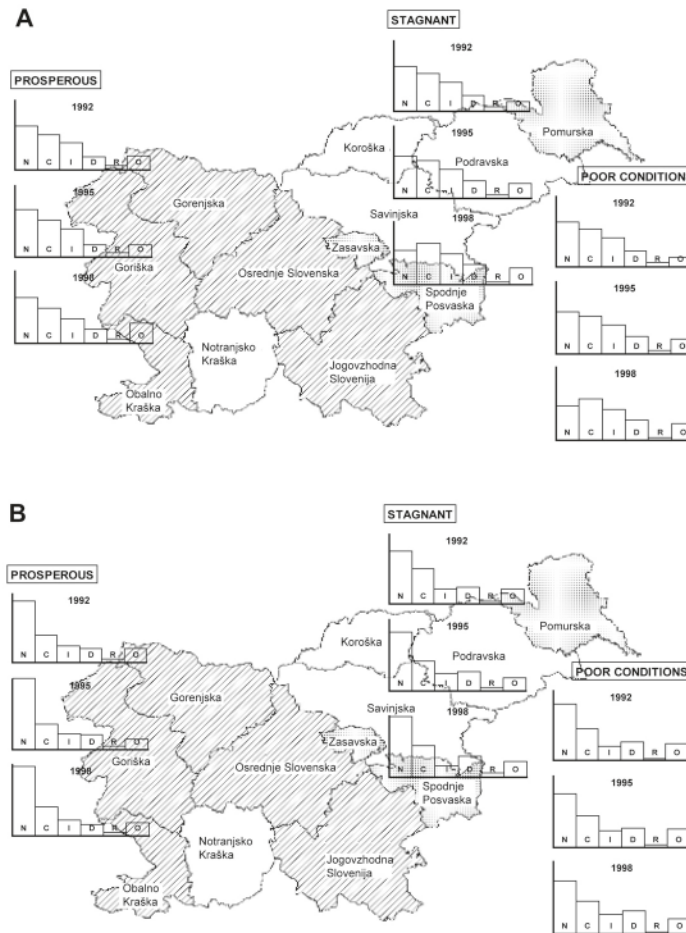 A
STAGNANT
1992
N C I D R O
PROSPEROUS
1992
N C I D R O
Pomurska
Koroška
1995
Podravska
N C I D R O
POOR CONDITION
1995
Gorenjska
N C I D R O
Savinjska
1998
1992
N C I D R O
Zasavska
Goriška
1998
Osrednje Slovenska
N C I D R O
Spodnje
Posvaska
1995
N C I D R O
N C I D R O
Notranjsko
Kraška
Jogovzhodna
Slovenija
1998
Obalno
Kraška
N C I D R O
B
STAGNANT
1992
N C I D R O
PROSPEROUS
1992
N C I D R O
Pomurska
Koroška
1995
Podravska
N C I D R O
POOR CONDITIONS
1995
Gorenjska
N C I D R O
Savinjska
1998
1992
N C I D R O
Zasavska
Goriška
1998
Osrednje Slovenska
N C I D R O
Spodnje
Posvaska
1995
N C I D R O
N C I D R O
Notranjsko
Kraška
Jogovzhodna
Slovenija
1998
Obalno
Kraška
N C I D R O